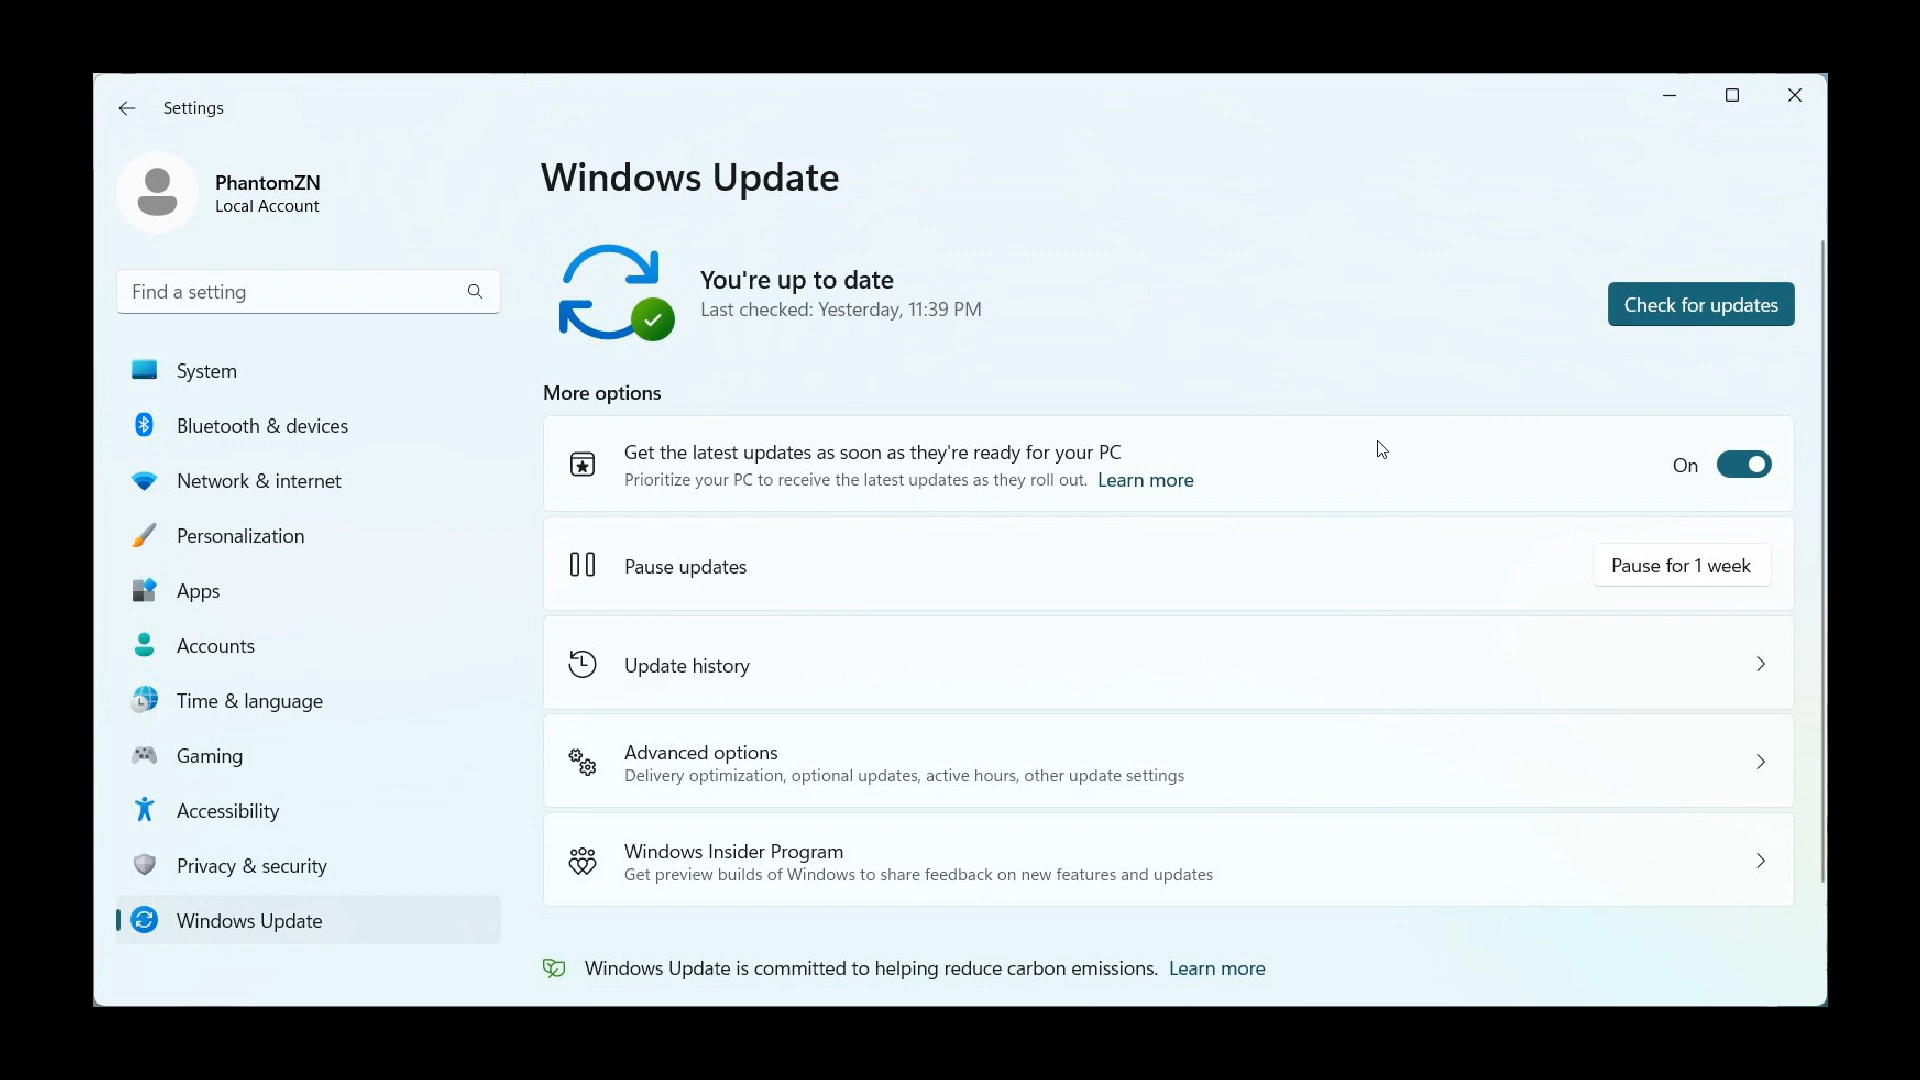 Settings
PhantomZN
Local Account
Find a setting
System
Bluetooth & devices
Network & internet
Personalization
Apps
Accounts
Time & language
Gaming
Accessibility
Privacy & security
Windows Update
Windows Update
You're up to date
Last checked: Yesterday, 11:39 PM
Check for updates
More options
Get the latest updates as soon as they're ready for your PC
Prioritize your PC to receive the latest updates as they roll out. Learn more
On
Pause updates
Pause for 1 week
Update history
Advanced options
Delivery optimization, optional updates, active hours, other update settings
Windows Insider Program
Get preview builds of Windows to share feedback on new features and updates
Windows Update is committed to helping reduce carbon emissions. Learn more